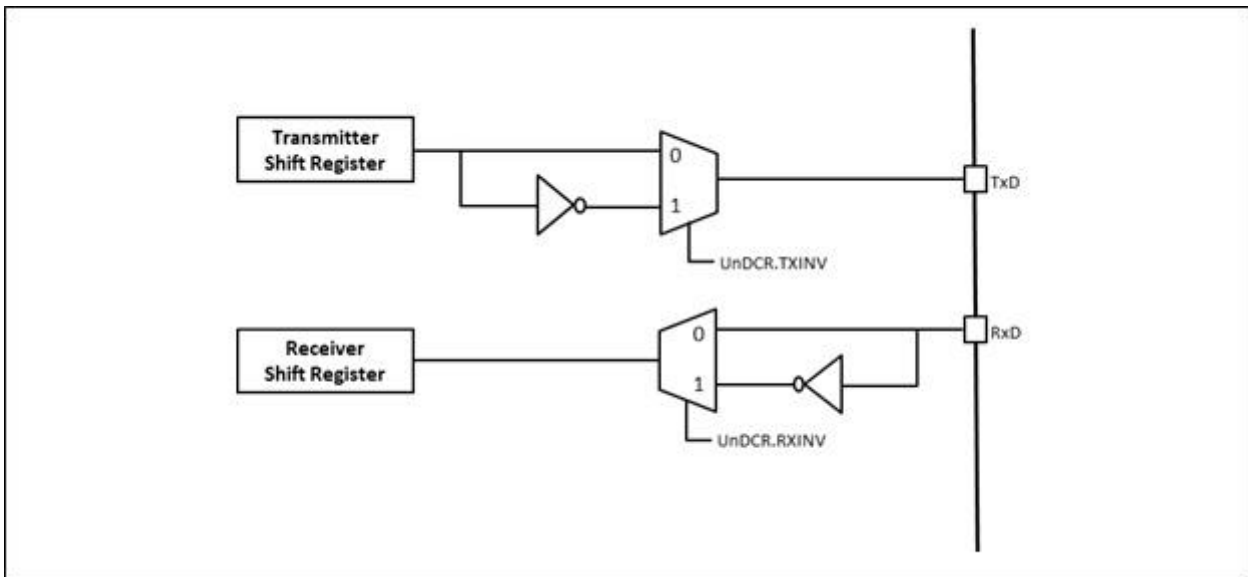 Transmitter
Shift Register
0
1
TxD
UnDCR.TXINV
Receiver
Shift Register
0
1
RxD
UnDCR.RXINV